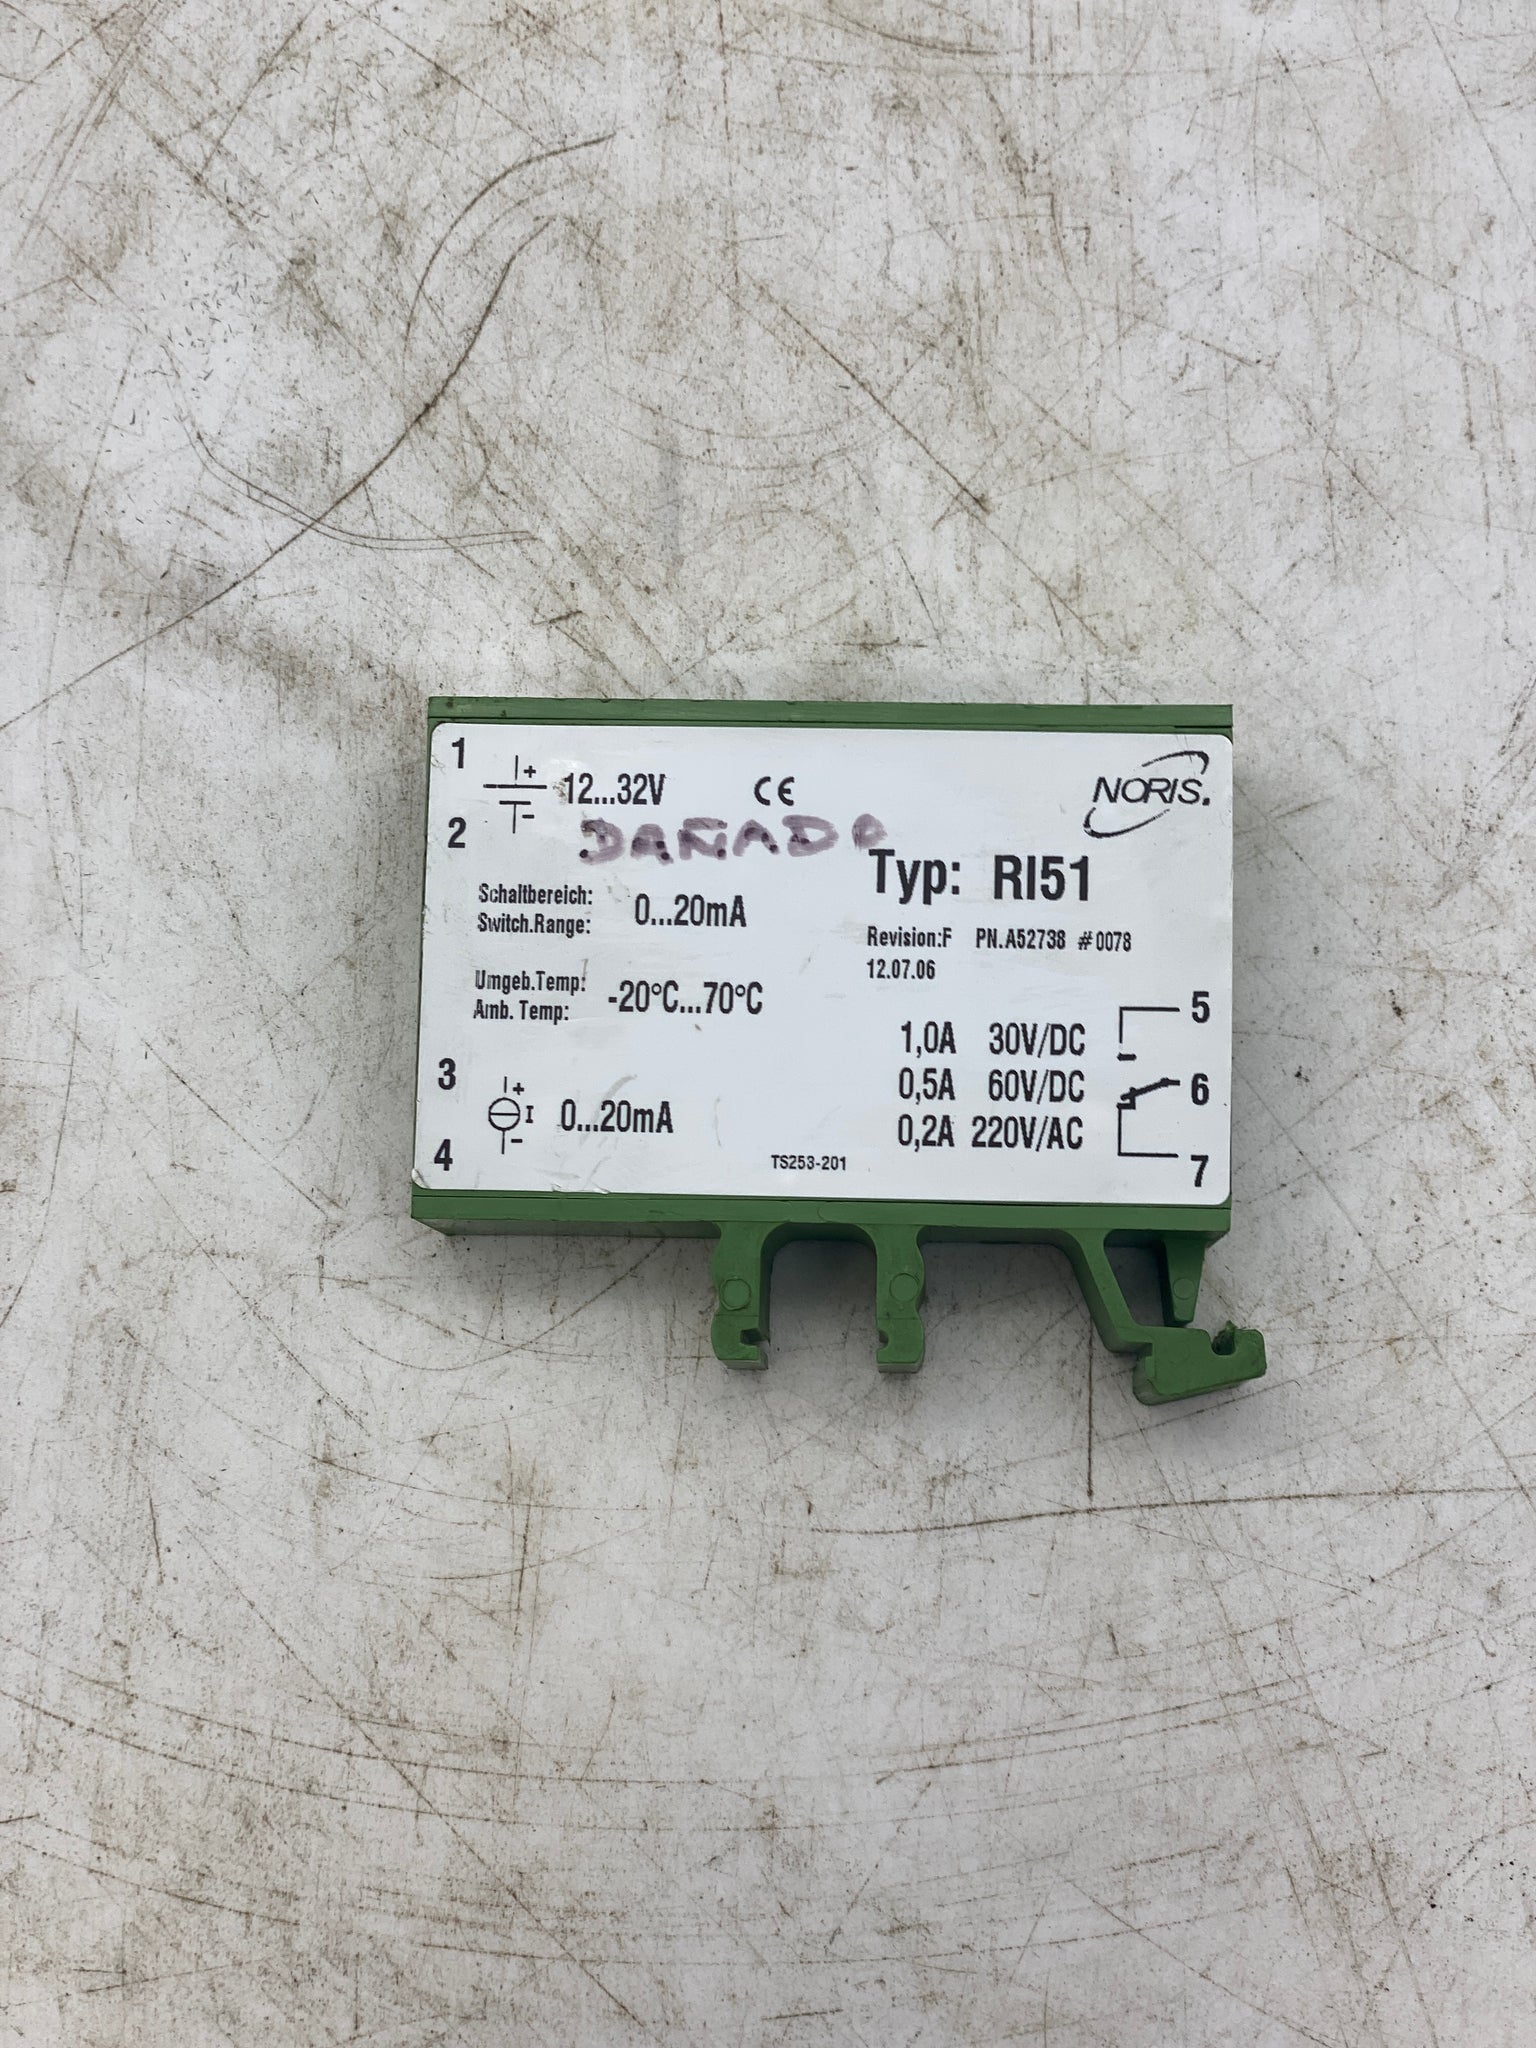 1
+
12...32V
CE
NORIS.
2
-
DAÑADO
Typ: RI51
Schaltbereich:
Switch.Range:
0...20mA
Revision:F PN.A52738 #0078
12.07.06
Umgeb.Temp:
Amb. Temp:
-20°C...70°C
5
1,0A 30V/DC
3
+
0,5A 60V/DC
6
I
0...20mA
-
0,2A 220V/AC
4
TS253-201
7